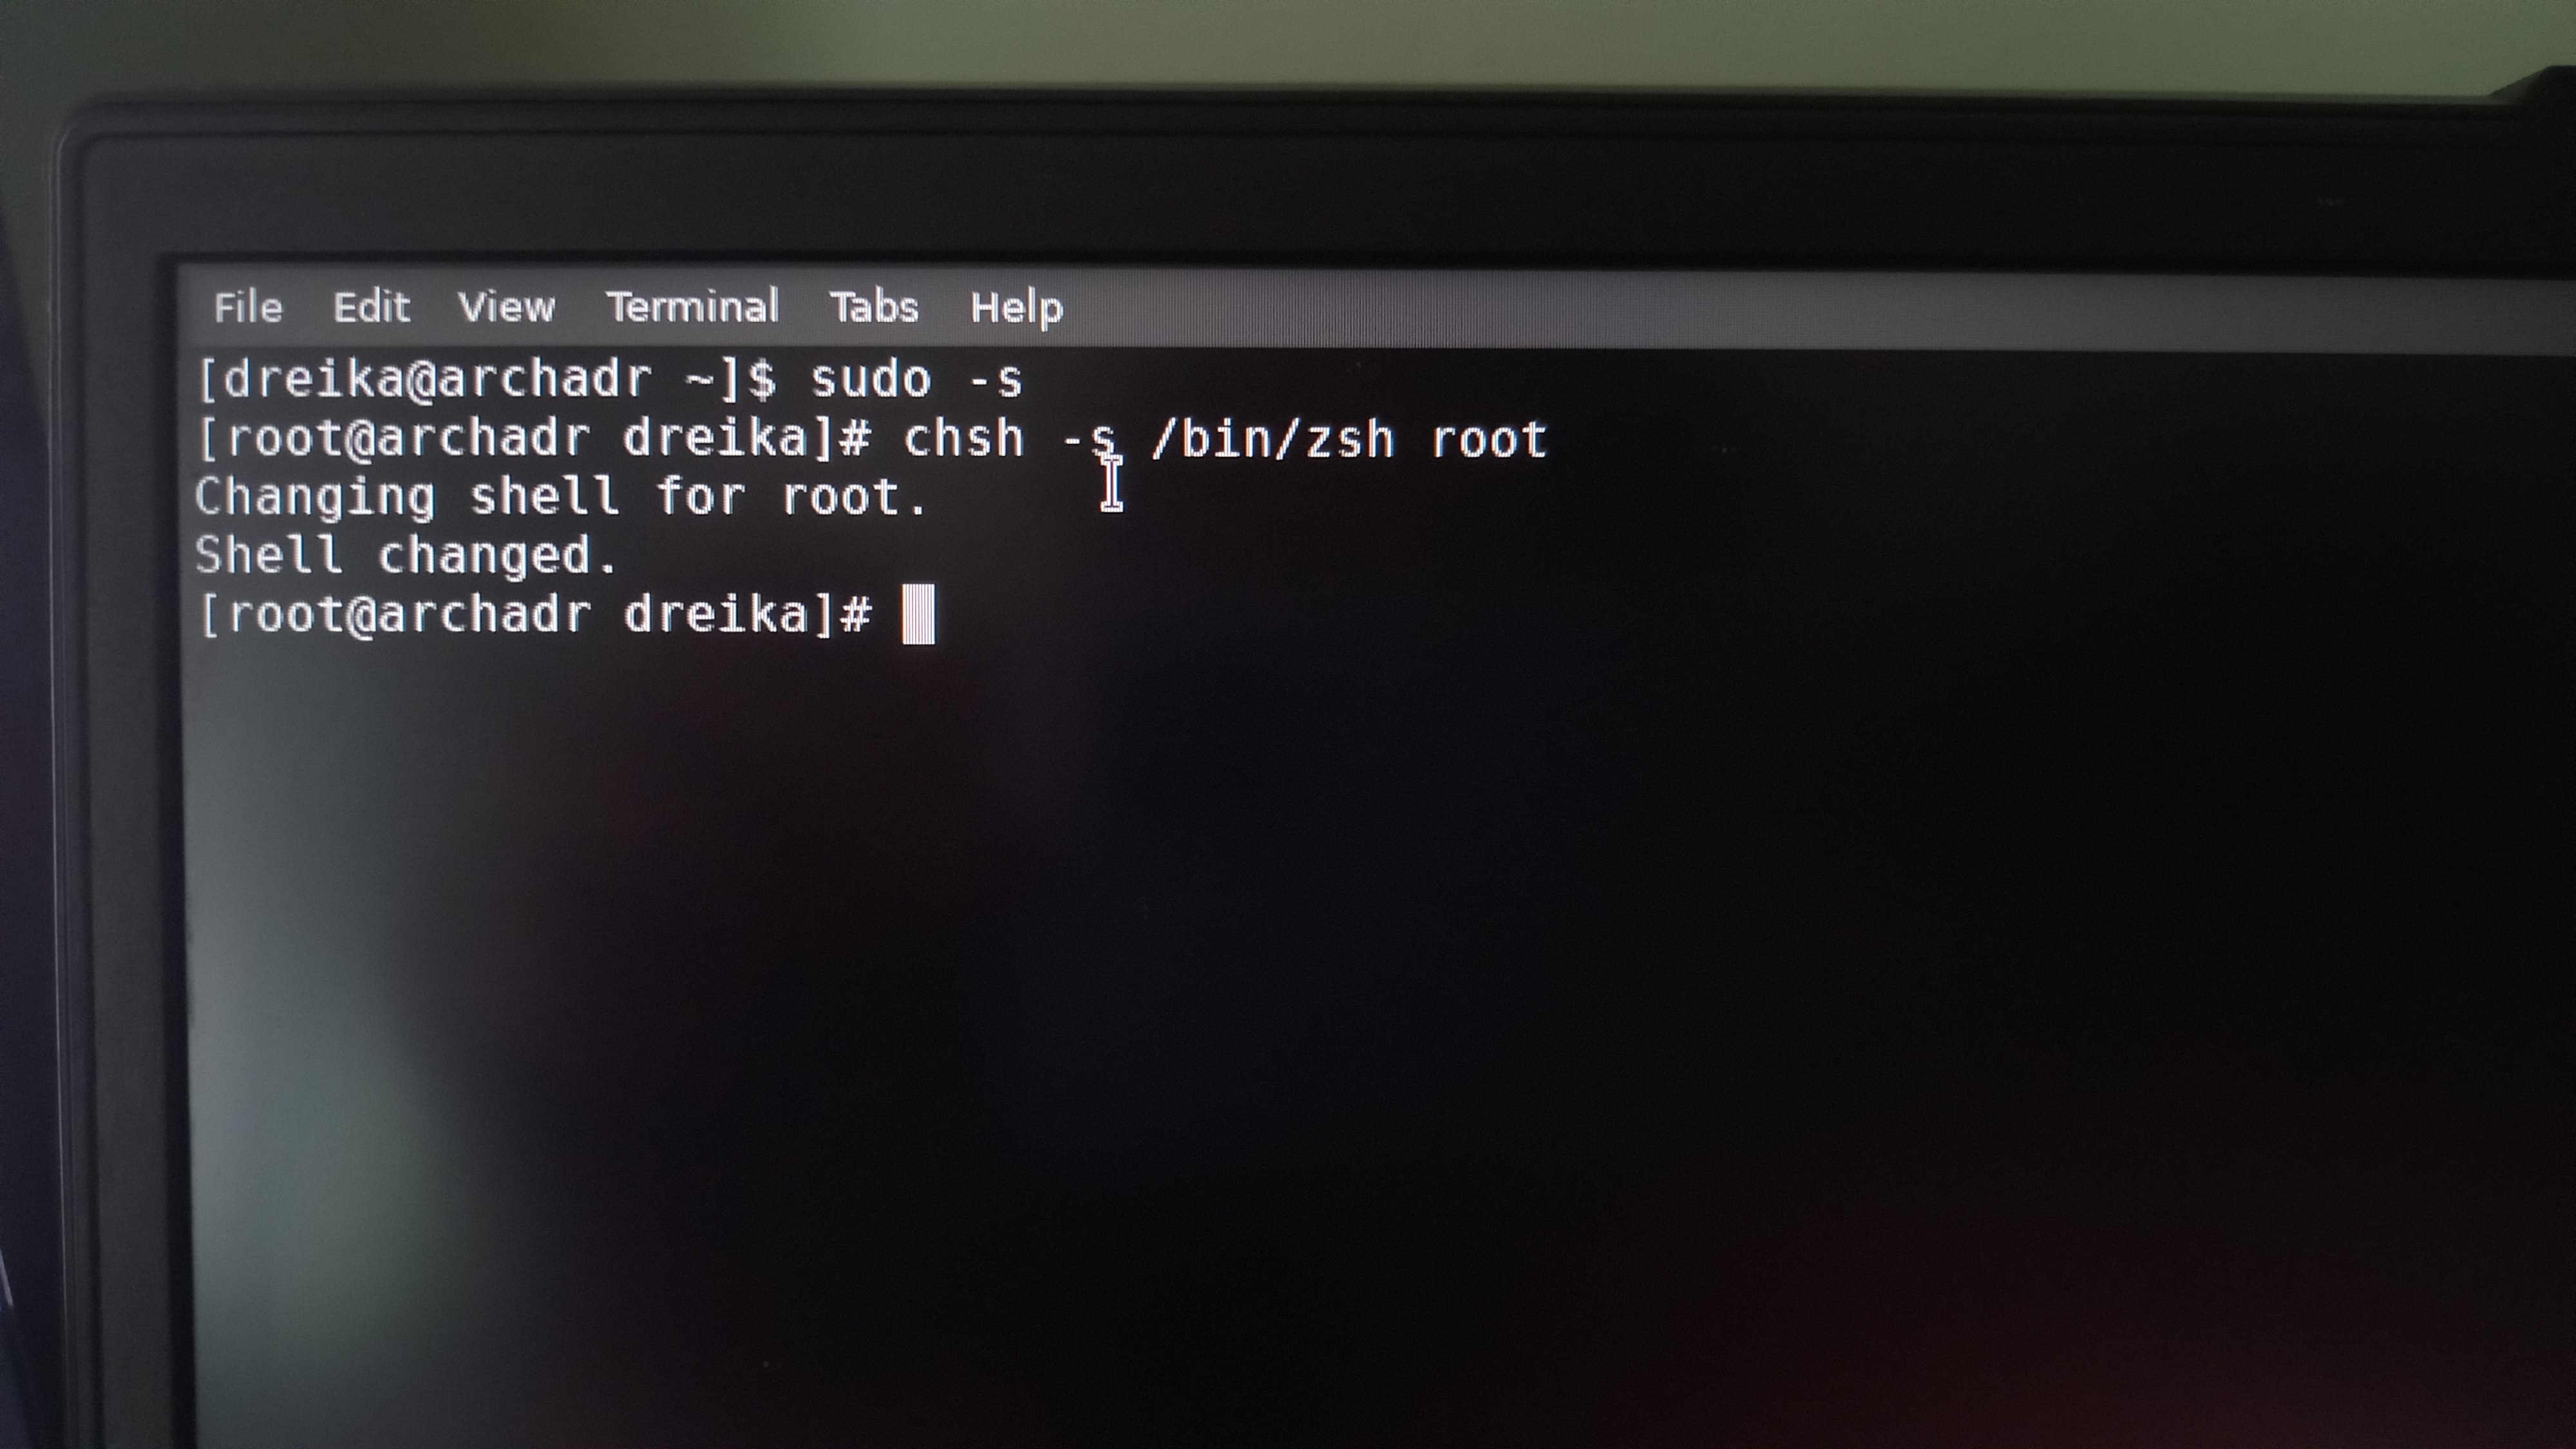 File Edit View Terminal Tabs Help
[dreika@archadr ~]$ sudo -s
[root@archadr dreika]# chsh -s /bin/zsh root
Changing shell for root.
Shell changed.
[root@archadr dreika]#